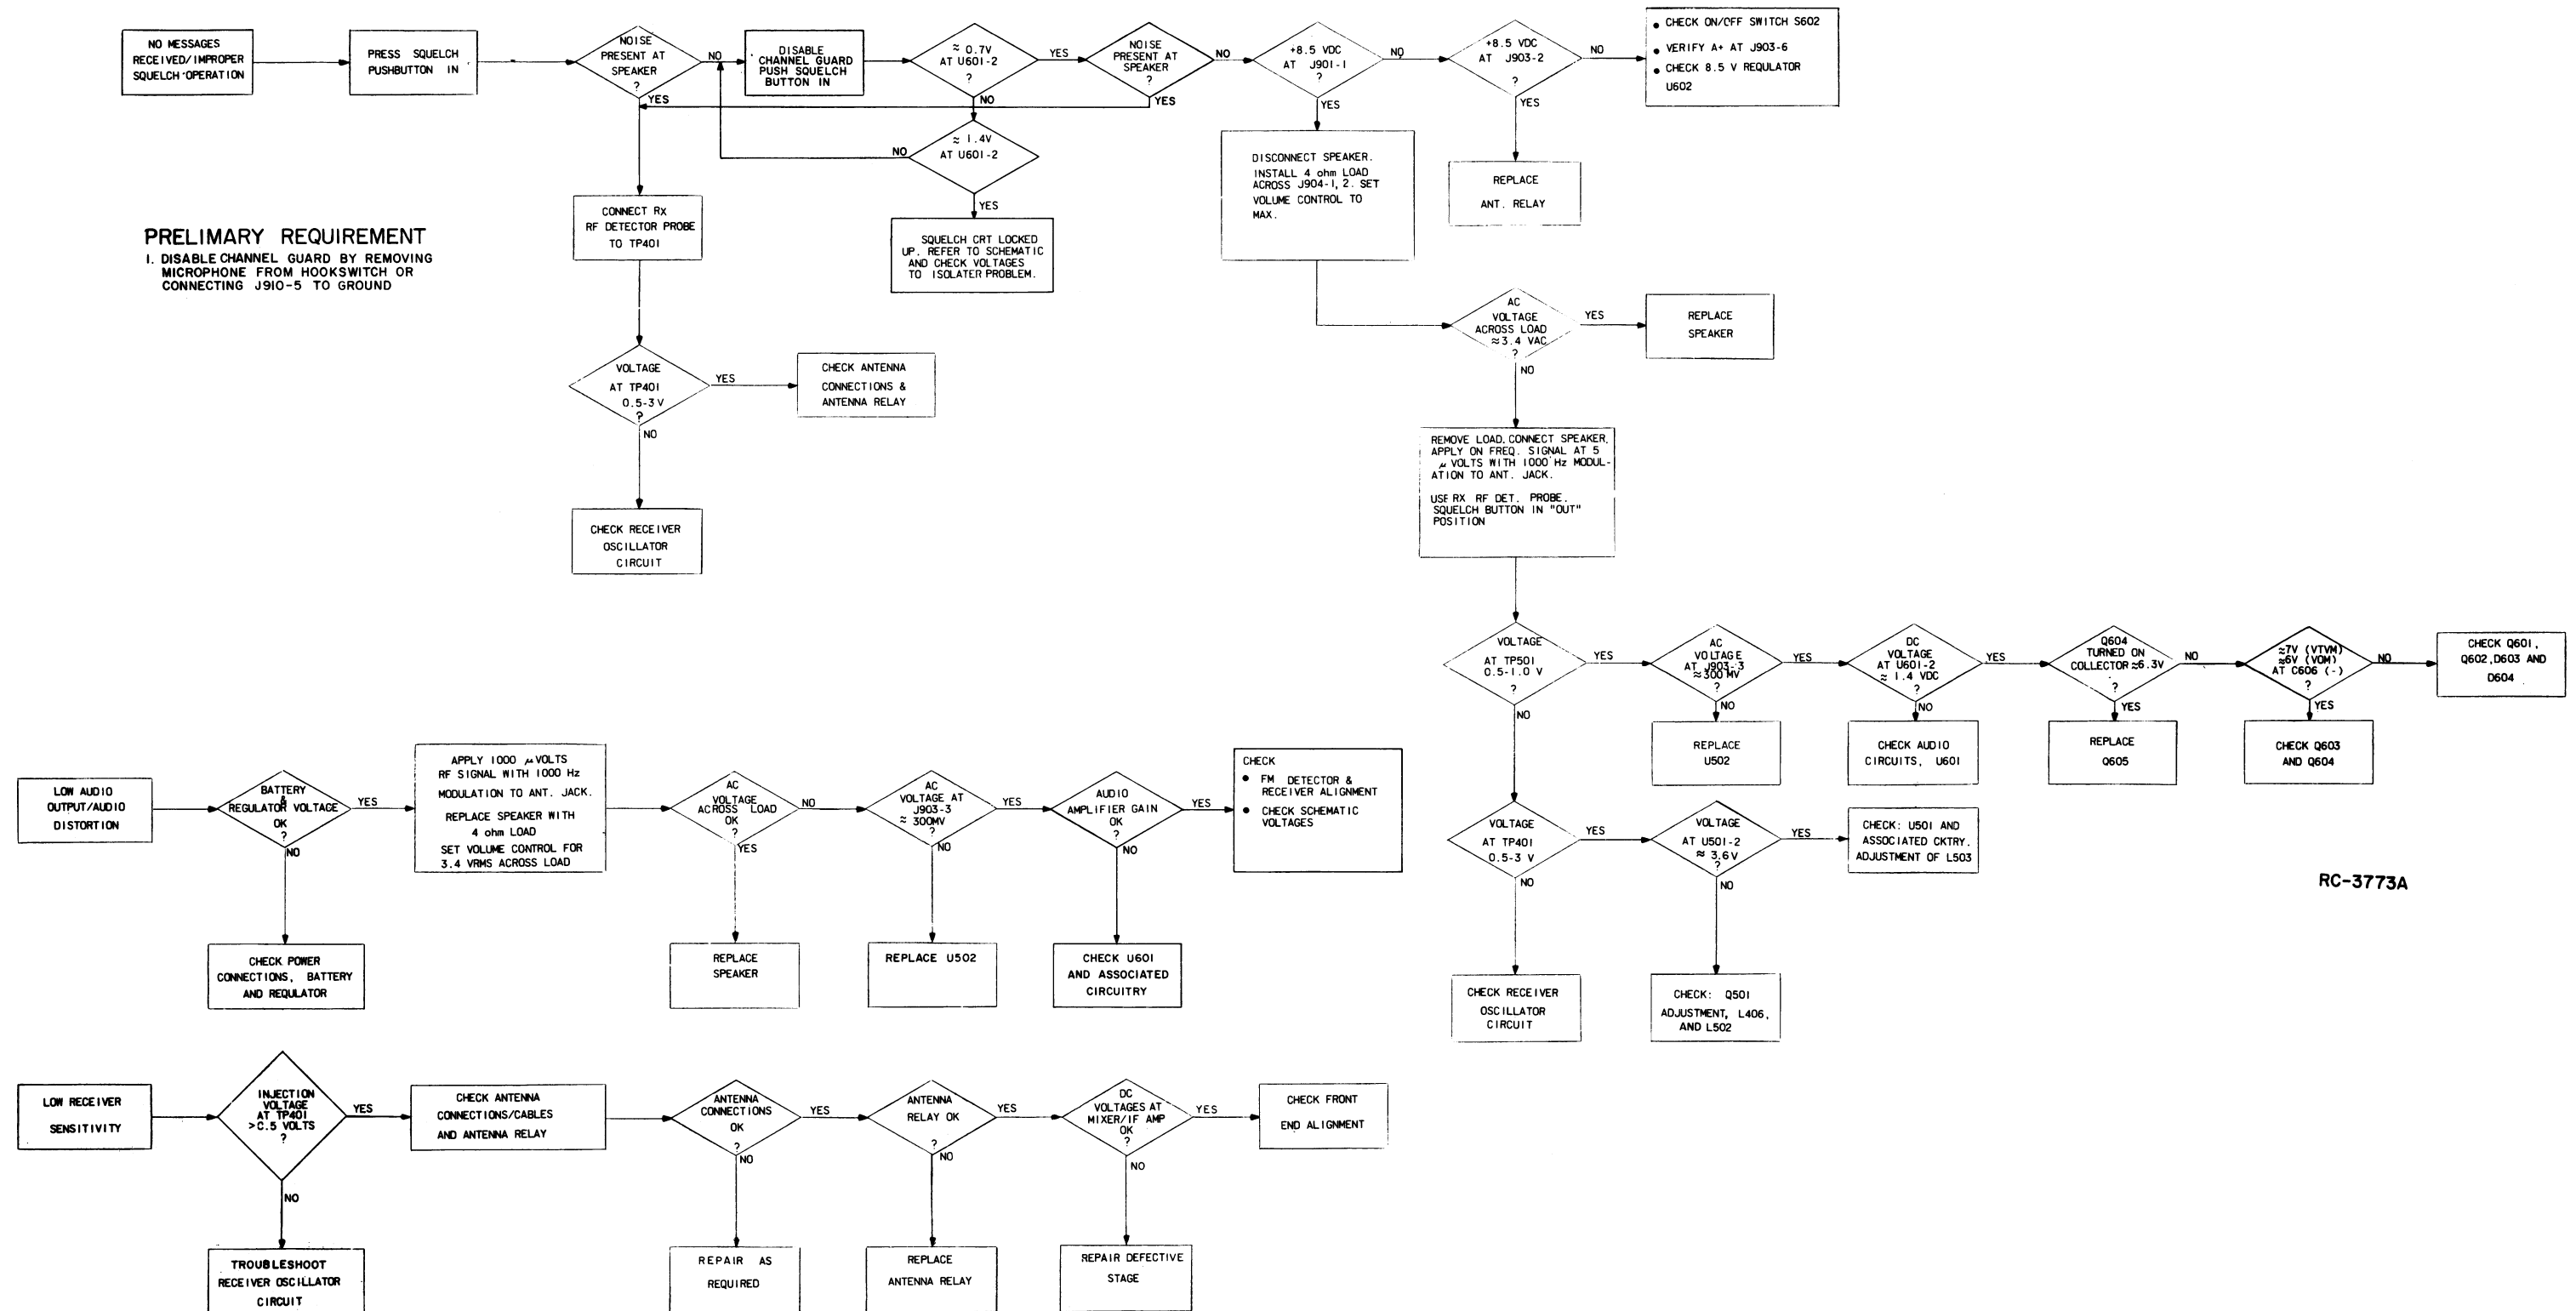 NO MESSAGES
RECEIVED/IMPROPER
SQUELCH OPERATION
PRESS SQUELCH
PUSHBUTTON IN
NOISE
PRESENT AT
SPEAKER
?
NO
YES
DISABLE
CHANNEL GUARD
PUSH SQUELCH
BUTTON IN
≈ 0.7V
AT U601-2
?
YES
NO
NOISE
PRESENT AT
SPEAKER
?
NO
YES
+8.5 VDC
AT J901-1
?
NO
YES
+8.5 VDC
AT J903-2
?
NO
YES
● CHECK ON/OFF SWITCH S602
● VERIFY A+ AT J903-6
● CHECK 8.5 V REQULATOR
U602
≈ 1.4V
AT U601-2
NO
YES
SQUELCH CRT LOCKED
UP. REFER TO SCHEMATIC
AND CHECK VOLTAGES
TO ISOLATER PROBLEM.
DISCONNECT SPEAKER.
INSTALL 4 ohm LOAD
ACROSS J904-1, 2. SET
VOLUME CONTROL TO
MAX.
REPLACE
ANT. RELAY
CONNECT Rx
RF DETECTOR PROBE
TO TP401
PRELIMARY REQUIREMENT
1. DISABLE CHANNEL GUARD BY REMOVING
MICROPHONE FROM HOOKSWITCH OR
CONNECTING J910-5 TO GROUND
AC
VOLTAGE
ACROSS LOAD
≈3.4 VAC
?
YES
NO
REPLACE
SPEAKER
VOLTAGE
AT TP401
0.5-3 V
?
YES
NO
CHECK ANTENNA
CONNECTIONS &
ANTENNA RELAY
CHECK RECEIVER
OSCILLATOR
CIRCUIT
REMOVE LOAD. CONNECT SPEAKER,
APPLY ON FREQ. SIGNAL AT 5
μ VOLTS WITH 1000 Hz MODUL-
ATION TO ANT. JACK.
USE RX RF DET. PROBE.
SQUELCH BUTTON IN "OUT"
POSITION
VOLTAGE
AT TP501
0.5-1.0 V
?
YES
NO
AC
VOLTAGE
AT J903-3
≈300 MV
?
YES
NO
DC
VOLTAGE
AT U601-2
≈ 1.4 VDC
?
YES
NO
Q604
TURNED ON
COLLECTOR ≈6.3V
?
NO
YES
≈7V (VTVM)
≈6V (VOM)
AT C606 (-)
?
NO
YES
CHECK Q601,
Q602, D603 AND
D604
REPLACE
U502
CHECK AUDIO
CIRCUITS, U601
REPLACE
Q605
CHECK Q603
AND Q604
VOLTAGE
AT TP401
0.5-3 V
?
YES
NO
VOLTAGE
AT U501-2
≈ 3.6V
?
YES
NO
CHECK: U501 AND
ASSOCIATED CKTRY.
ADJUSTMENT OF L503
RC-3773A
CHECK RECEIVER
OSCILLATOR
CIRCUIT
CHECK: Q501
ADJUSTMENT, L406,
AND L502
LOW AUDIO
OUTPUT/AUDIO
DISTORTION
BATTERY
&
REGULATOR VOLTAGE
OK
?
YES
NO
APPLY 1000 μVOLTS
RF SIGNAL WITH 1000 Hz
MODULATION TO ANT. JACK.
REPLACE SPEAKER WITH
4 ohm LOAD
SET VOLUME CONTROL FOR
3.4 VRMS ACROSS LOAD
AC
VOLTAGE
ACROSS LOAD
OK
?
NO
YES
AC
VOLTAGE AT
J903-3
≈ 300MV
?
YES
NO
AUDIO
AMPLIFIER GAIN
OK
?
YES
NO
CHECK
● FM DETECTOR &
RECEIVER ALIGNMENT
● CHECK SCHEMATIC
VOLTAGES
CHECK POWER
CONNECTIONS, BATTERY
AND REQULATOR
REPLACE
SPEAKER
REPLACE U502
CHECK U601
AND ASSOCIATED
CIRCUITRY
LOW RECEIVER
SENSITIVITY
INJECTION
VOLTAGE
AT TP401
>C.5 VOLTS
?
YES
NO
CHECK ANTENNA
CONNECTIONS/CABLES
AND ANTENNA RELAY
ANTENNA
CONNECTIONS
OK
?
YES
NO
ANTENNA
RELAY OK
?
YES
NO
DC
VOLTAGES AT
MIXER/IF AMP
OK
?
YES
NO
CHECK FRONT
END ALIGNMENT
TROUBLESHOOT
RECEIVER OSCILLATOR
CIRCUIT
REPAIR AS
REQUIRED
REPLACE
ANTENNA RELAY
REPAIR DEFECTIVE
STAGE